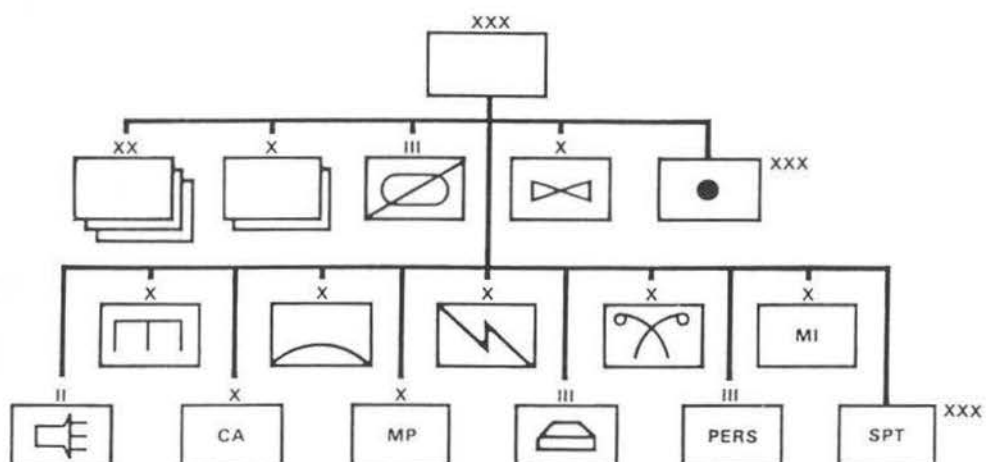 XXX
XX X III X XXX
X X X X X
MI
II X X III III XXX
CA MP PERS SPT